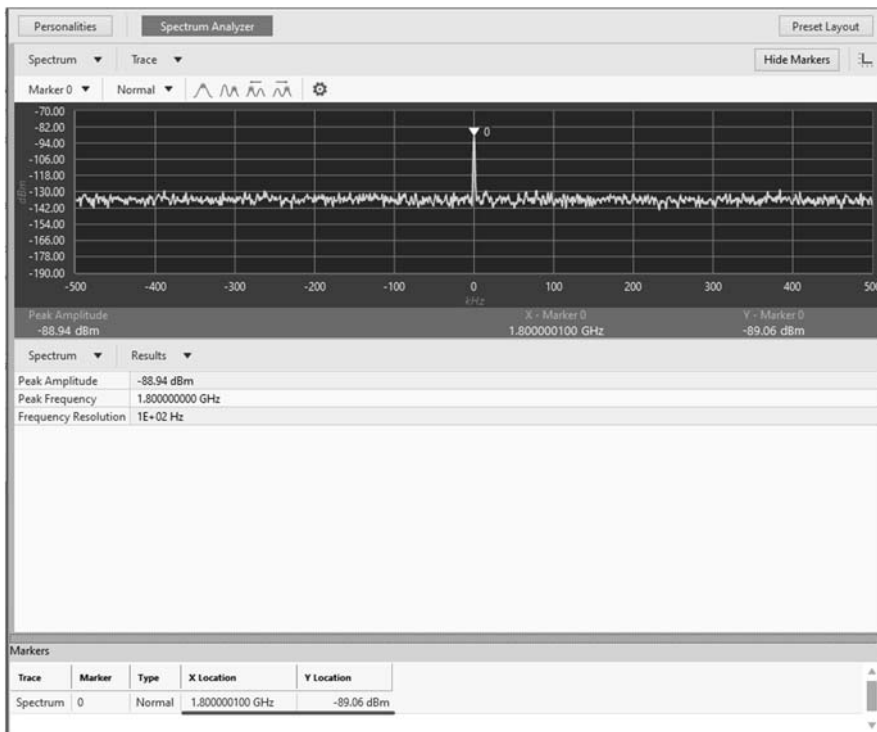 Personalities Spectrum Analyzer Preset Layout
Spectrum Trace Hide Markers
Marker 0 Normal
-70.00
-82.00
-94.00
-106.00
-118.00
-130.00
-142.00
-154.00
-166.00
-178.00
-190.00
dBm
0
-500 -400 -300 -200 -100 0 100 200 300 400 500
kHz
Peak Amplitude X - Marker 0 Y - Marker 0
-88.94 dBm 1.800000100 GHz -89.06 dBm
Spectrum Results
Peak Amplitude -88.94 dBm
Peak Frequency 1.800000000 GHz
Frequency Resolution 1E+02 Hz
Markers
Trace Marker Type X Location Y Location
Spectrum 0 Normal 1.800000100 GHz -89.06 dBm